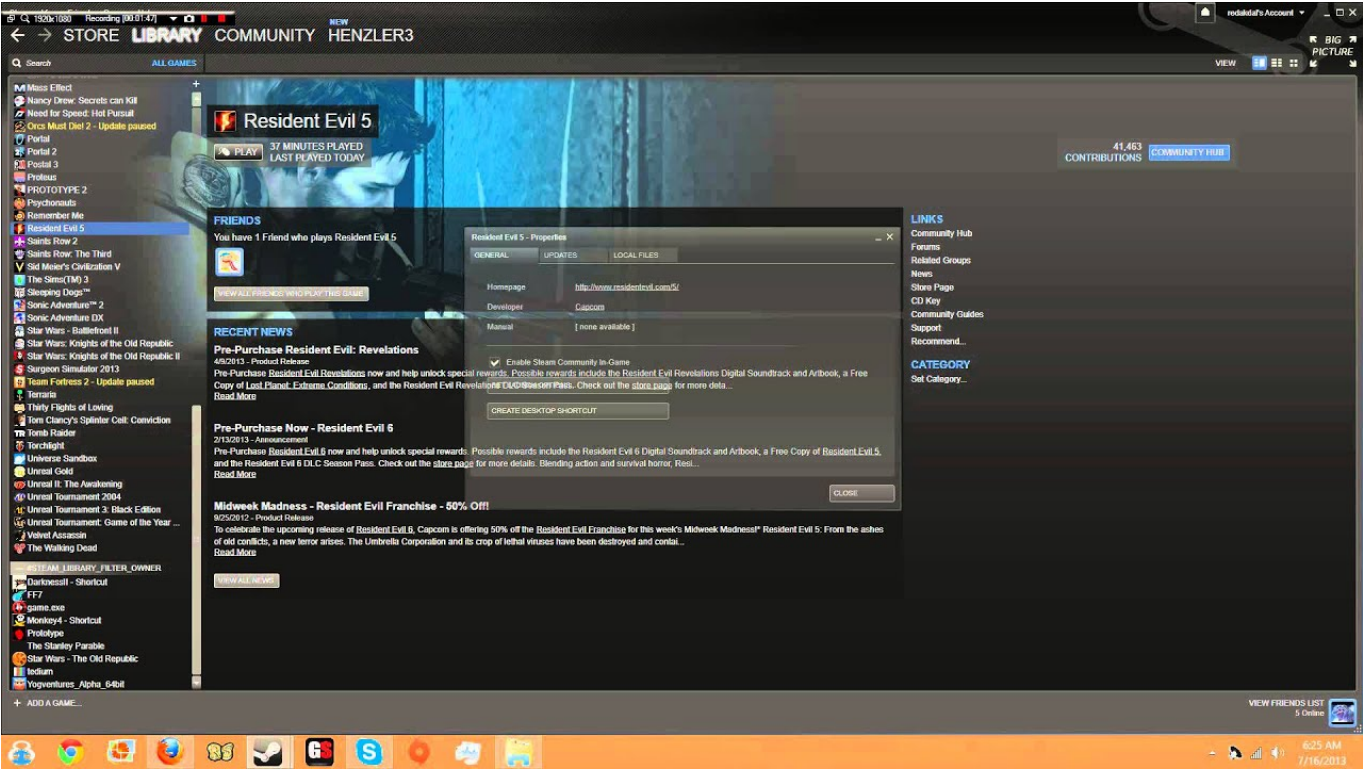 1920x1080 Recording [00:01:47]
STORE LIBRARY COMMUNITY HENZLER3
NEW
redakdaf's Account
BIG PICTURE
Search ALL GAMES
VIEW
Mass Effect
Nancy Drew: Secrets can Kill
Need for Speed: Hot Pursuit
Orcs Must Die! 2 - Update paused
Portal
Portal 2
Postal 3
Proteus
PROTOTYPE 2
Psychonauts
Remember Me
Resident Evil 5
Saints Row 2
Saints Row: The Third
Sid Meier's Civilization V
The Sims(TM) 3
Sleeping Dogs™
Sonic Adventure™ 2
Sonic Adventure DX
Star Wars - Battlefront II
Star Wars: Knights of the Old Republic
Star Wars: Knights of the Old Republic II
Surgeon Simulator 2013
Team Fortress 2 - Update paused
Terraria
Thirty Flights of Loving
Tom Clancy's Splinter Cell: Conviction
Tomb Raider
Torchlight
Universe Sandbox
Unreal Gold
Unreal II: The Awakening
Unreal Tournament 2004
Unreal Tournament 3: Black Edition
Unreal Tournament: Game of the Year ...
Velvet Assassin
The Walking Dead
#STEAM_LIBRARY_FILTER_OWNER
DarknessII - Shortcut
FF7
game.exe
Monkey4 - Shortcut
Prototype
The Stanley Parable
Star Wars - The Old Republic
tedium
Yogventures_Alpha_64bit
+ ADD A GAME...
Resident Evil 5
PLAY
37 MINUTES PLAYED
LAST PLAYED TODAY
41,463
CONTRIBUTIONS
COMMUNITY HUB
FRIENDS
You have 1 Friend who plays Resident Evil 5
VIEW ALL FRIENDS WHO PLAY THIS GAME
RECENT NEWS
Pre-Purchase Resident Evil: Revelations
4/9/2013 - Product Release
Pre-Purchase Resident Evil Revelations now and help unlock special rewards. Possible rewards include the Resident Evil Revelations Digital Soundtrack and Artbook, a Free
Copy of Lost Planet: Extreme Conditions, and the Resident Evil Revelations DLC Season Pass. Check out the store page for more deta...
Read More
Pre-Purchase Now - Resident Evil 6
2/13/2013 - Announcement
Pre-Purchase Resident Evil 6 now and help unlock special rewards. Possible rewards include the Resident Evil 6 Digital Soundtrack and Artbook, a Free Copy of Resident Evil 5,
and the Resident Evil 6 DLC Season Pass. Check out the store page for more details. Blending action and survival horror, Resi...
Read More
Midweek Madness - Resident Evil Franchise - 50% Off!
9/25/2012 - Product Release
To celebrate the upcoming release of Resident Evil 6, Capcom is offering 50% off the Resident Evil Franchise for this week's Midweek Madness!* Resident Evil 5: From the ashes
of old conflicts, a new terror arises. The Umbrella Corporation and its crop of lethal viruses have been destroyed and contai...
Read More
VIEW ALL NEWS
Resident Evil 5 - Properties
GENERAL UPDATES LOCAL FILES
Homepage http://www.residentevil.com/5/
Developer Capcom
Manual [ none available ]
Enable Steam Community In-Game
CREATE DESKTOP SHORTCUT
CLOSE
LINKS
Community Hub
Forums
Related Groups
News
Store Page
CD Key
Community Guides
Support
Recommend...
CATEGORY
Set Category...
VIEW FRIENDS LIST
5 Online
GS
6:25 AM
7/16/2013